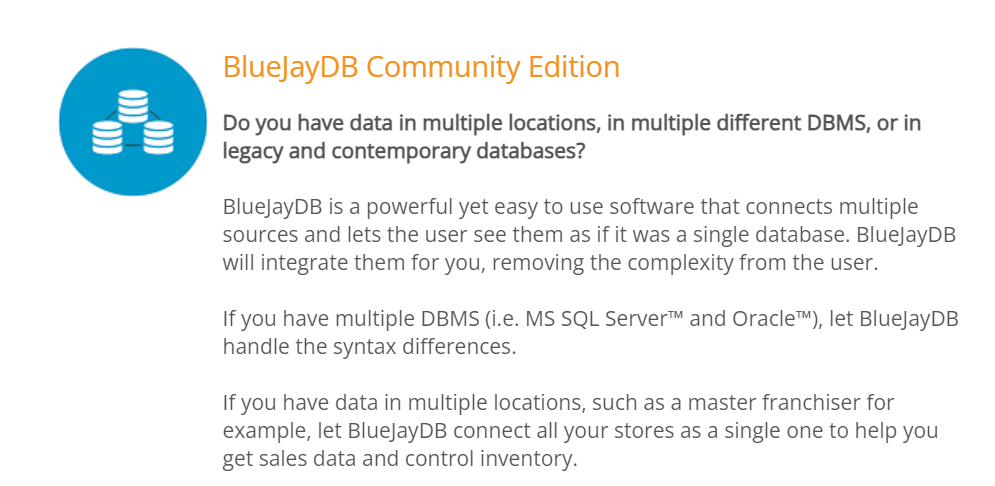 BlueJayDB Community Edition
Do you have data in multiple locations, in multiple different DBMS, or in
legacy and contemporary databases?
BlueJayDB is a powerful yet easy to use software that connects multiple
sources and lets the user see them as if it was a single database. BlueJayDB
will integrate them for you, removing the complexity from the user.
If you have multiple DBMS (i.e. MS SQL Server™ and Oracle™), let BlueJayDB
handle the syntax differences.
If you have data in multiple locations, such as a master franchiser for
example, let BlueJayDB connect all your stores as a single one to help you
get sales data and control inventory.